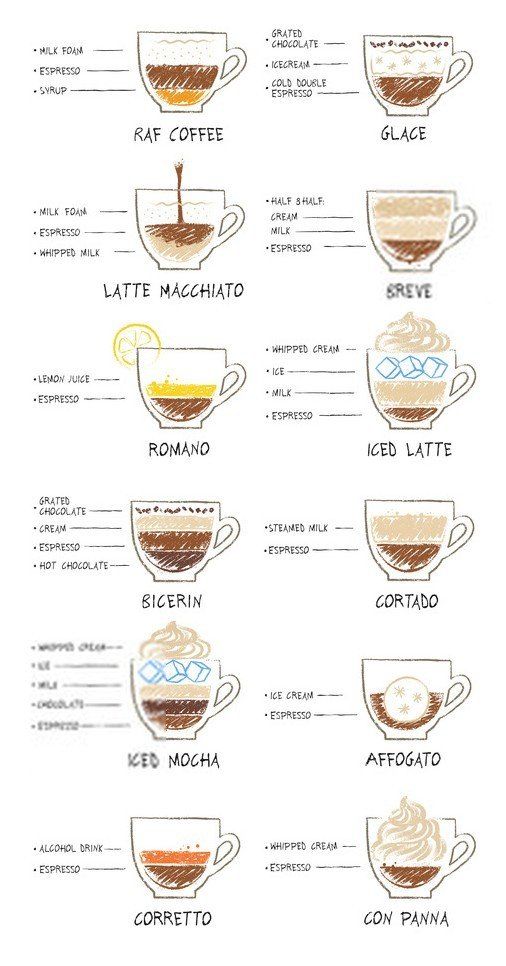 • MILK FOAM
• ESPRESSO
• SYRUP
RAF COFFEE
• GRATED
CHOCOLATE
• ICECREAM
• COLD DOUBLE
ESPRESSO
GLACE
• MILK FOAM
• ESPRESSO
• WHIPPED MILK
LATTE MACCHIATO
• HALF & HALF:
CREAM
MILK
• ESPRESSO
BREVE
• LEMON JUICE
• ESPRESSO
ROMANO
• WHIPPED CREAM
• ICE
• MILK
• ESPRESSO
ICED LATTE
GRATED
• CHOCOLATE
• CREAM
• ESPRESSO
• HOT CHOCOLATE
BICERIN
• STEAMED MILK
• ESPRESSO
CORTADO
• WHIPPED CREAM
• ICE
• MILK
• CHOCOLATE
• ESPRESSO
ICED MOCHA
• ICE CREAM
• ESPRESSO
AFFOGATO
• ALCOHOL DRINK
• ESPRESSO
CORRETTO
• WHIPPED CREAM
• ESPRESSO
CON PANNA